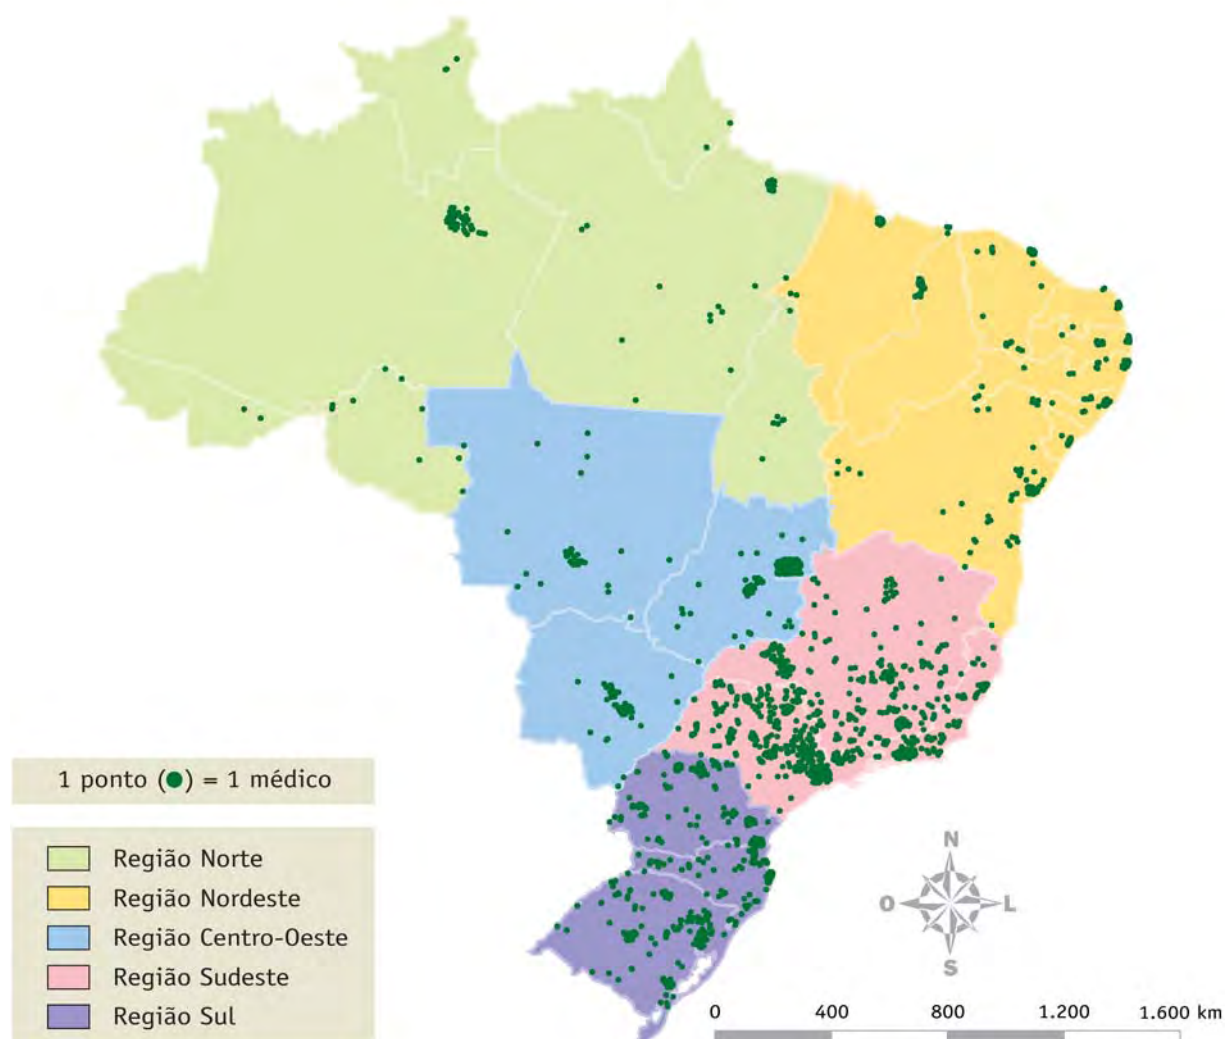 1 ponto (●) = 1 médico
Região Norte
Região Nordeste
Região Centro-Oeste
Região Sudeste
Região Sul
N
O L
S
0 400 800 1.200 1.600 km